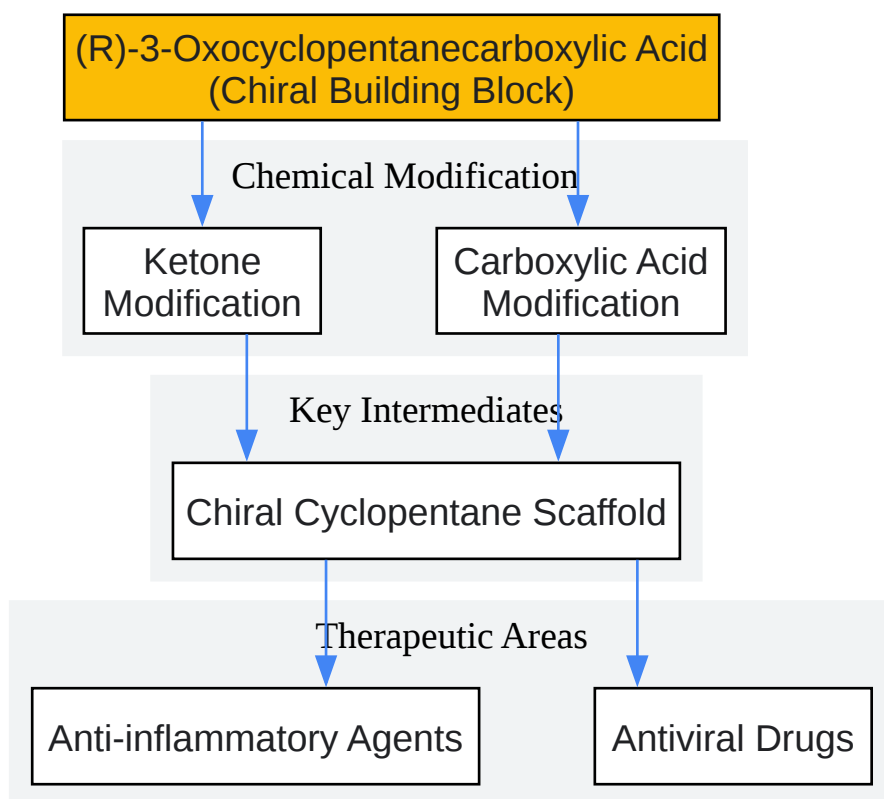 (R)-3-Oxocyclopentanecarboxylic Acid
(Chiral Building Block)
Chemical Modification
Ketone
Modification
Carboxylic Acid
Modification
Key Intermediates
Chiral Cyclopentane Scaffold
Therapeutic Areas
Anti-inflammatory Agents
Antiviral Drugs